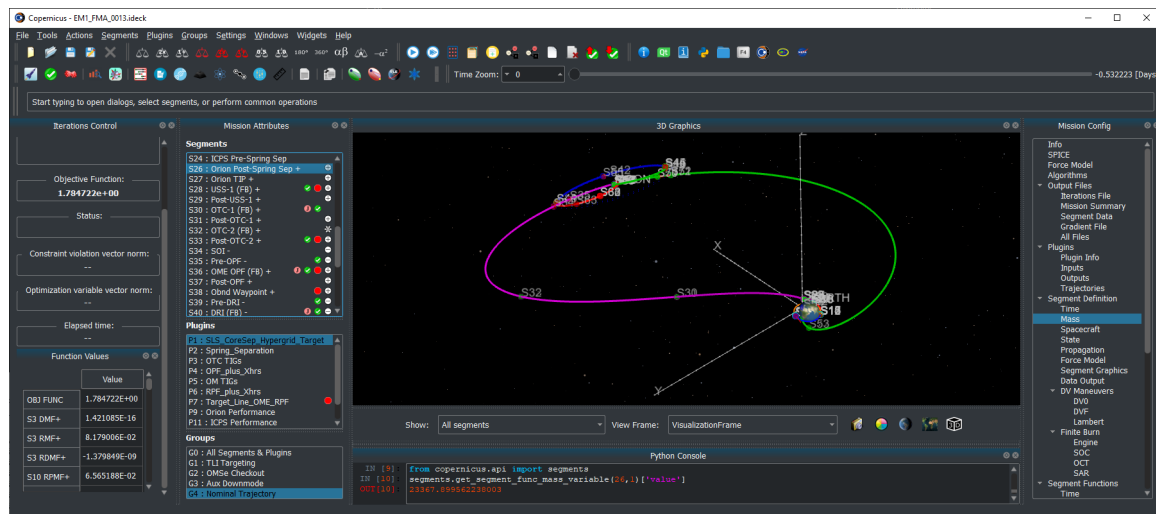 Copernicus - EM1_FMA_0013.ideck
File Tools Actions Segments Plugins Groups Settings Windows Widgets Help
180° 360° αβ -α²
Time Zoom: 0 -0.532223 [Days
Start typing to open dialogs, select segments, or perform common operations
Iterations Control
Objective Function:
1.784722e+00
Status:
Constraint violation vector norm:
--
Optimization variable vector norm:
--
Elapsed time:
--
Function Values
Value
OBJ FUNC 1.784722E+00
S3 DMF+ 1.421085E-16
S3 RMF+ 8.179006E-02
S3 RDMF+ -1.379849E-09
S10 RPMF+ 6.565188E-02
Mission Attributes
Segments
S24 : ICPS Pre-Spring Sep
S26 : Orion Post-Spring Sep +
S27 : Orion TIP +
S28 : USS-1 (FB) +
S29 : Post-USS-1 +
S30 : OTC-1 (FB) +
S31 : Post-OTC-1 +
S32 : OTC-2 (FB) +
S33 : Post-OTC-2 +
S34 : SOI -
S35 : Pre-OPF -
S36 : OME OPF (FB) +
S37 : Post-OPF +
S38 : Obnd Waypoint +
S39 : Pre-DRI -
S40 : DRI (FB) -
Plugins
P1 : SLS_CoreSep_Hypergrid_Target
P2 : Spring_Separation
P3 : OTC TIGs
P4 : OPF_plus_Xhrs
P5 : OM TIGs
P6 : RPF_plus_Xhrs
P7 : Target_Line_OME_RPF
P9 : Orion Performance
P11 : ICPS Performance
Groups
G0 : All Segments & Plugins
G1 : TLI Targeting
G2 : OMSe Checkout
G3 : Aux Downmode
G4 : Nominal Trajectory
3D Graphics
S42
S32
S30
X
Y
S53
Show: All segments View Frame: VisualizationFrame
Python Console
IN [9]: from copernicus.api import segments
IN [10]: segments.get_segment_func_mass_variable(26,1)['value']
OUT[10]: 23367.899562238003
Mission Config
Info
SPICE
Force Model
Algorithms
Output Files
Iterations File
Mission Summary
Segment Data
Gradient File
All Files
Plugins
Plugin Info
Inputs
Outputs
Trajectories
Segment Definition
Time
Mass
Spacecraft
State
Propagation
Force Model
Segment Graphics
Data Output
DV Maneuvers
DV0
DVF
Lambert
Finite Burn
Engine
SOC
OCT
SAR
Segment Functions
Time